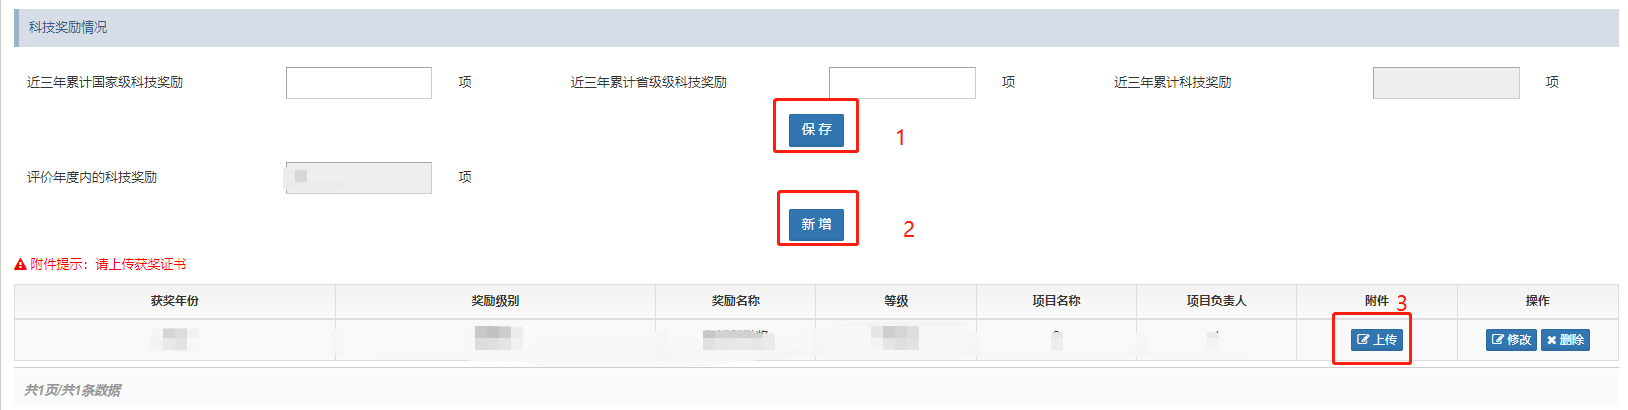 科技奖励情况
近三年累计国家级科技奖励 项 近三年累计省级级科技奖励 项 近三年累计科技奖励 项
保存 1
评价年度内的科技奖励 项
新增 2
附件提示：请上传获奖证书
获奖年份 奖励级别 奖励名称 等级 项目名称 项目负责人 附件 3 操作
上传 修改 删除
共1页/共1条数据